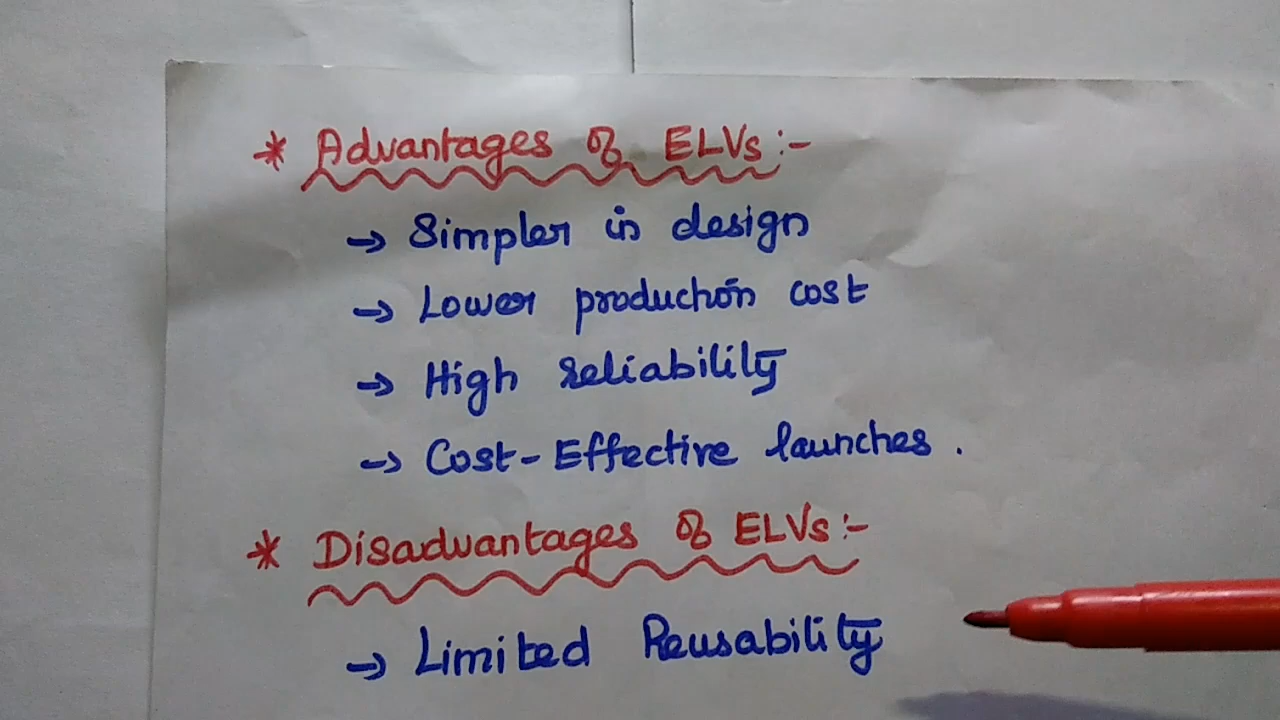 * Advantages of ELVs:-
→ Simpler in design
→ Lower production cost
→ High reliability
→ Cost-Effective launches.
* Disadvantages of ELVs:-
→ Limited Reusability